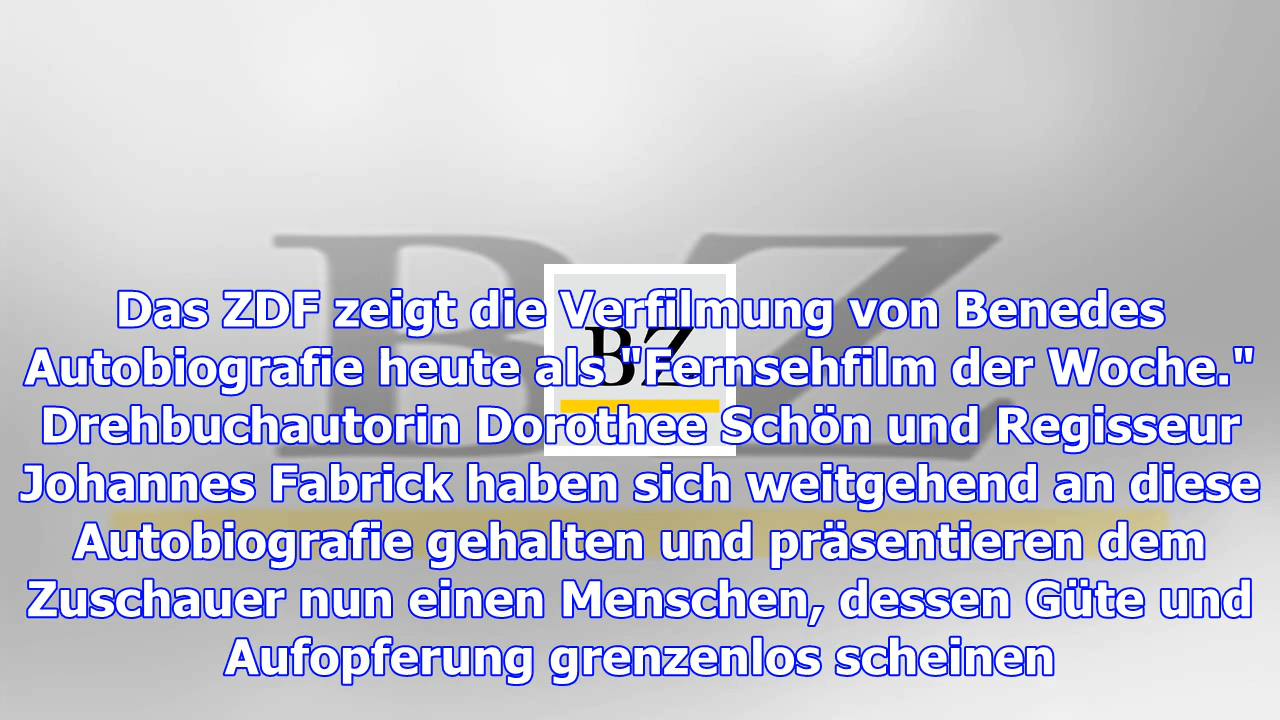 BZ
BZ
Das ZDF zeigt die Verfilmung von Benedes
Autobiografie heute als "Fernsehfilm der Woche."
Drehbuchautorin Dorothee Schön und Regisseur
Johannes Fabrick haben sich weitgehend an diese
Autobiografie gehalten und präsentieren dem
Zuschauer nun einen Menschen, dessen Güte und
Aufopferung grenzenlos scheinen